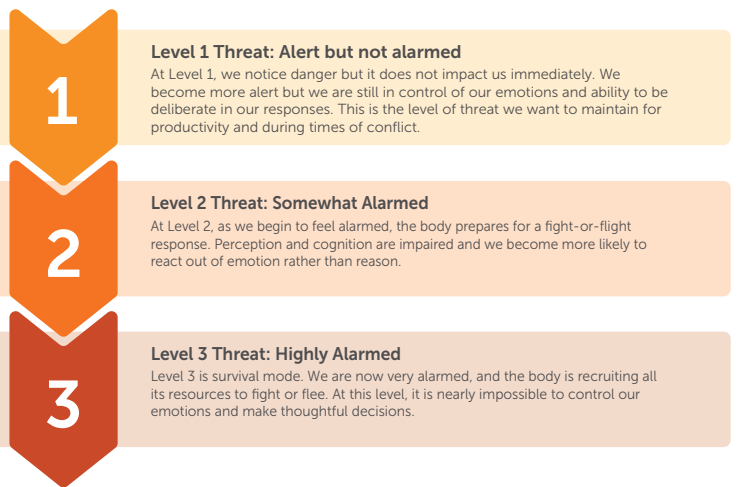 1
Level 1 Threat: Alert but not alarmed
At Level 1, we notice danger but it does not impact us immediately. We
become more alert but we are still in control of our emotions and ability to be
deliberate in our responses. This is the level of threat we want to maintain for
productivity and during times of conflict.
2
Level 2 Threat: Somewhat Alarmed
At Level 2, as we begin to feel alarmed, the body prepares for a fight-or-flight
response. Perception and cognition are impaired and we become more likely to
react out of emotion rather than reason.
3
Level 3 Threat: Highly Alarmed
Level 3 is survival mode. We are now very alarmed, and the body is recruiting all
its resources to fight or flee. At this level, it is nearly impossible to control our
emotions and make thoughtful decisions.